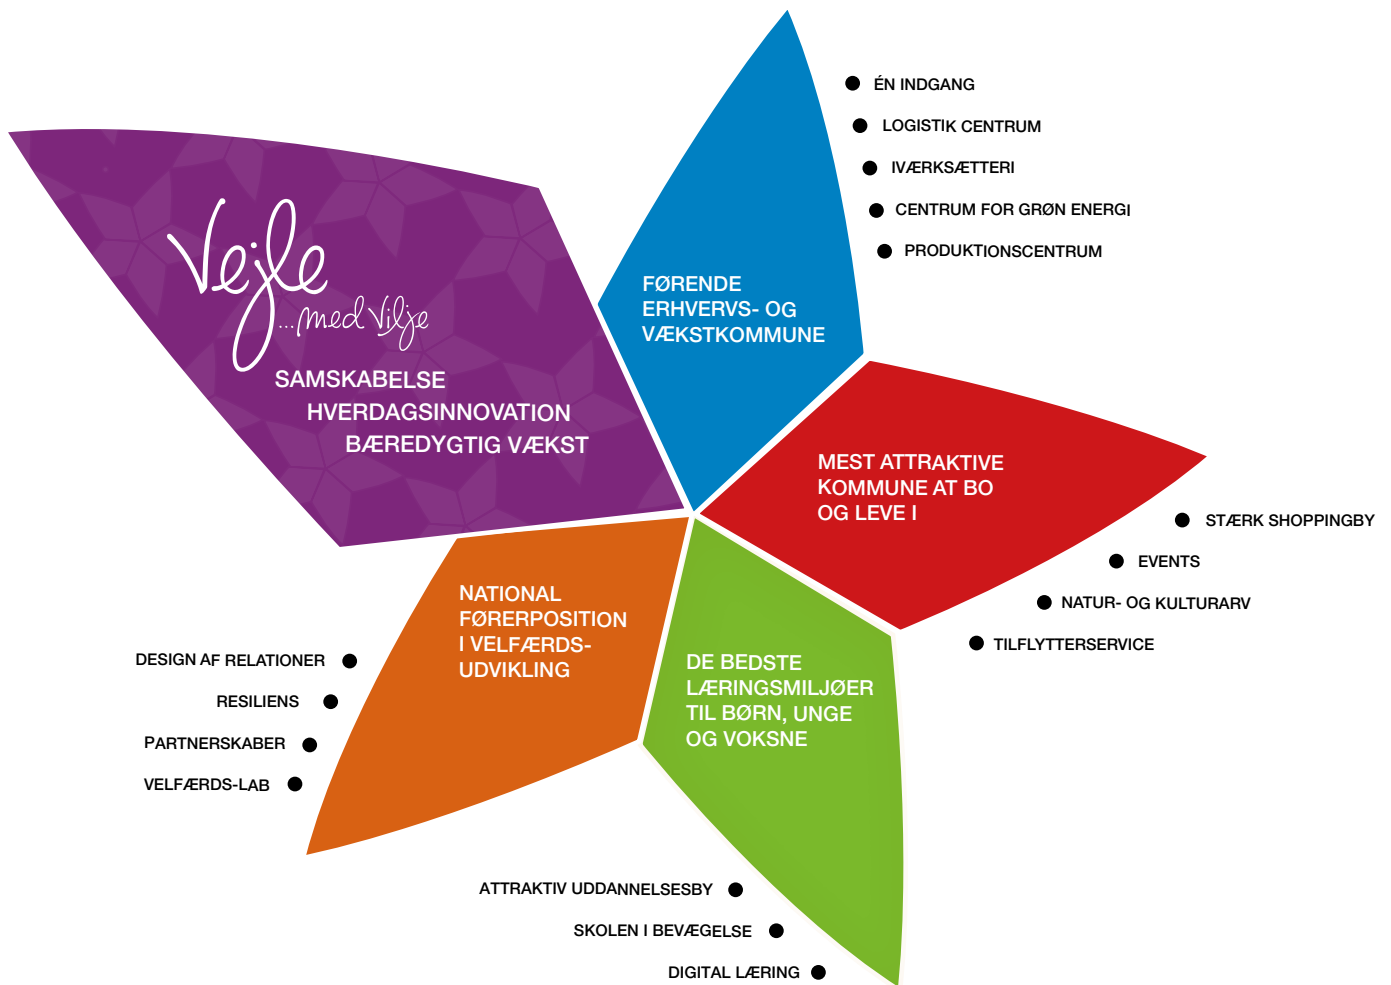 Vejle
...med Vilje
SAMSKABELSE
HVERDAGSINNOVATION
BÆREDYGTIG VÆKST
FØRENDE
ERHVERVS- OG
VÆKSTKOMMUNE
ÉN INDGANG
LOGISTIK CENTRUM
IVÆRKSÆTTERI
CENTRUM FOR GRØN ENERGI
PRODUKTIONSCENTRUM
MEST ATTRAKTIVE
KOMMUNE AT BO
OG LEVE I
STÆRK SHOPPINGBY
EVENTS
NATUR- OG KULTURARV
TILFLYTTERSERVICE
DE BEDSTE
LÆRINGSMILJØER
TIL BØRN, UNGE
OG VOKSNE
ATTRAKTIV UDDANNELSESBY
SKOLEN I BEVÆGELSE
DIGITAL LÆRING
NATIONAL
FØRERPOSITION
I VELFÆRDS-
UDVIKLING
DESIGN AF RELATIONER
RESILIENS
PARTNERSKABER
VELFÆRDS-LAB